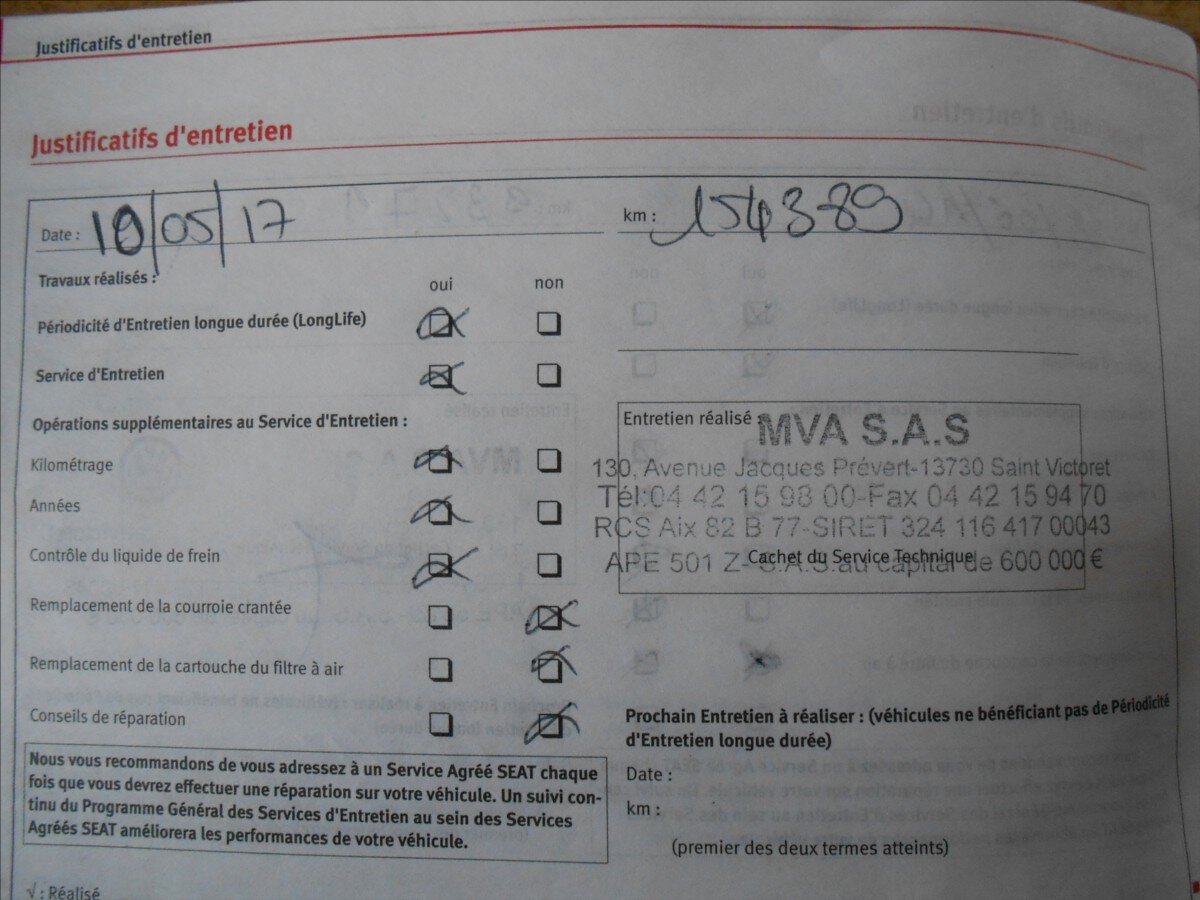 Justificatifs d'entretien
Justificatifs d'entretien
Date : 10/05/17
km : 154389
Travaux réalisés :
oui non
Périodicité d'Entretien longue durée (LongLife)
Service d'Entretien
Opérations supplémentaires au Service d'Entretien :
Kilométrage
Années
Contrôle du liquide de frein
Remplacement de la courroie crantée
Remplacement de la cartouche du filtre à air
Conseils de réparation
Nous vous recommandons de vous adressez à un Service Agréé SEAT chaque
fois que vous devrez effectuer une réparation sur votre véhicule. Un suivi con-
tinu du Programme Général des Services d'Entretien au sein des Services
Agréés SEAT améliorera les performances de votre véhicule.
√ : Réalisé
Entretien réalisé :
MVA S.A.S
130, Avenue Jacques Prévert-13730 Saint Victoret
Tél:04 42 15 98 00-Fax 04 42 15 94 70
RCS Aix 82 B 77-SIRET 324 116 417 00043
Cachet du Service Technique
APE 501 Z- S.A.S.au capital de 600 000 €
Prochain Entretien à réaliser : (véhicules ne bénéficiant pas de Périodicité
d'Entretien longue durée)
Date :
km :
(premier des deux termes atteints)